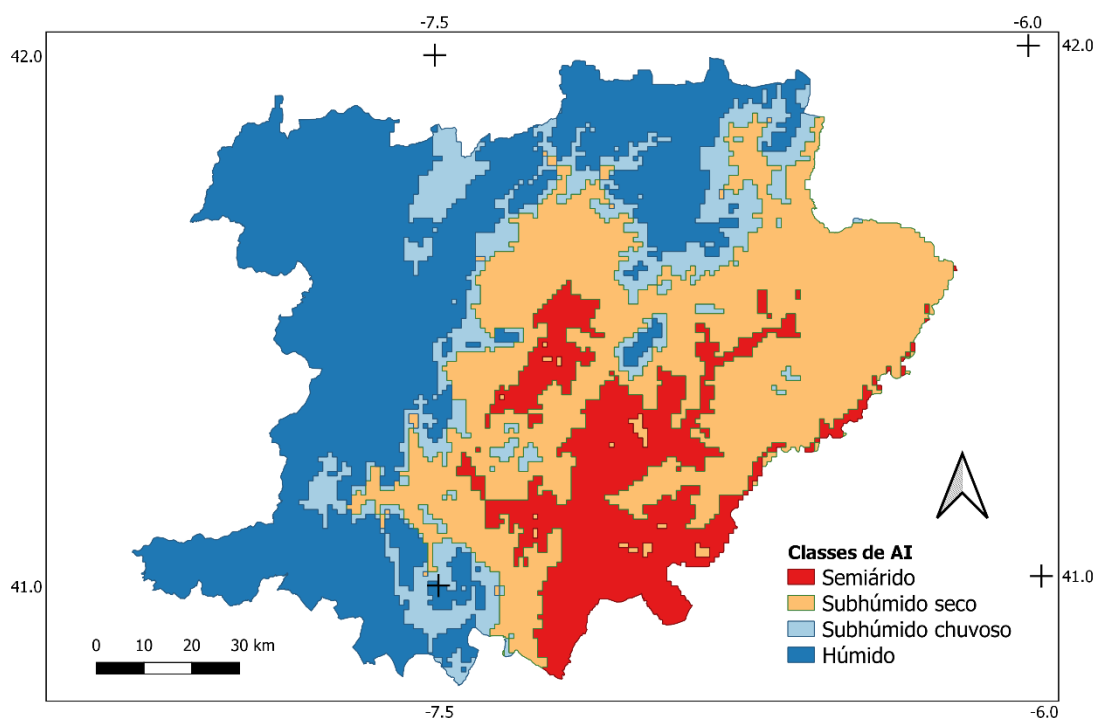 -7.5
-6.0
42.0
42.0
Classes de AI
Semiárido
Subhúmido seco
Subhúmido chuvoso
Húmido
41.0
41.0
0 10 20 30 km
-7.5
-6.0